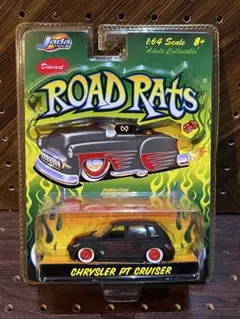 Jada
1:64 Scale 8+
"Adult Collectible"
Diecast
ROAD RATS
CHRYSLER PT CRUISER